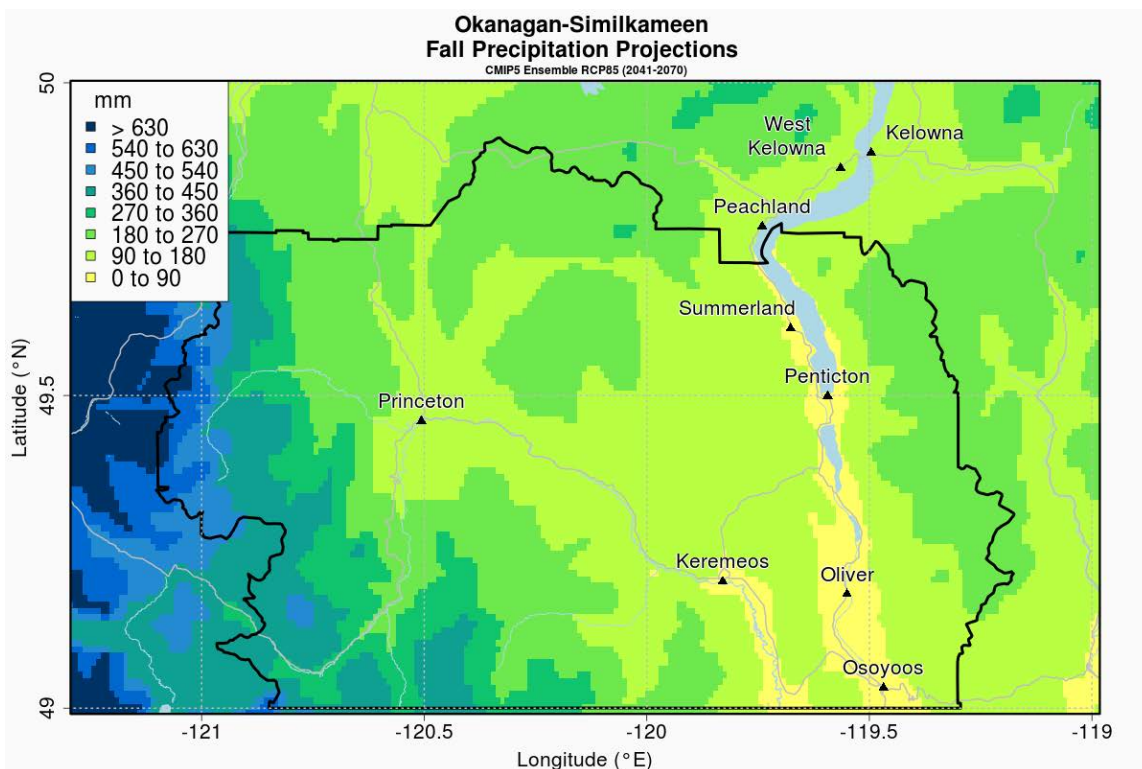 Okanagan-Similkameen
Fall Precipitation Projections
CMIP5 Ensemble RCP85 (2041-2070)
mm
> 630
540 to 630
450 to 540
360 to 450
270 to 360
180 to 270
90 to 180
0 to 90
West
Kelowna
Kelowna
Peachland
Summerland
Penticton
Princeton
Keremeos
Oliver
Osoyoos
50
49.5
49
Latitude (°N)
-121
-120.5
-120
-119.5
-119
Longitude (°E)